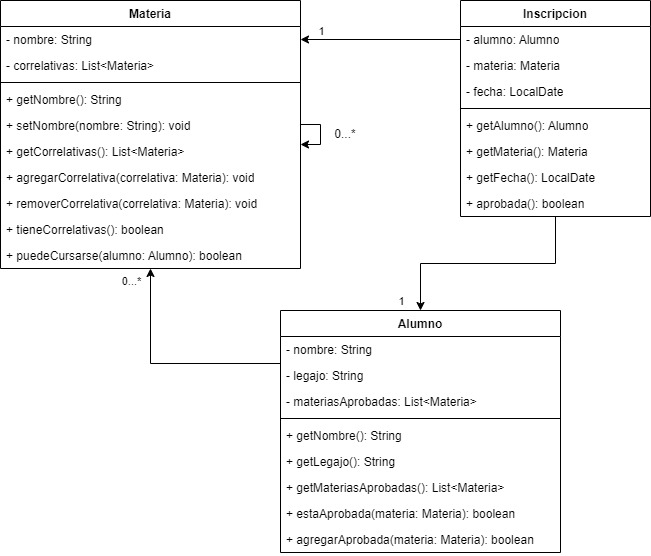 Materia
- nombre: String
- correlativas: List<Materia>
+ getNombre(): String
+ setNombre(nombre: String): void
+ getCorrelativas(): List<Materia>
+ agregarCorrelativa(correlativa: Materia): void
+ removerCorrelativa(correlativa: Materia): void
+ tieneCorrelativas(): boolean
+ puedeCursarse(alumno: Alumno): boolean
1
0...*
Inscripcion
- alumno: Alumno
- materia: Materia
- fecha: LocalDate
+ getAlumno(): Alumno
+ getMateria(): Materia
+ getFecha(): LocalDate
+ aprobada(): boolean
0...*
1
Alumno
- nombre: String
- legajo: String
- materiasAprobadas: List<Materia>
+ getNombre(): String
+ getLegajo(): String
+ getMateriasAprobadas(): List<Materia>
+ estaAprobada(materia: Materia): boolean
+ agregarAprobada(materia: Materia): boolean